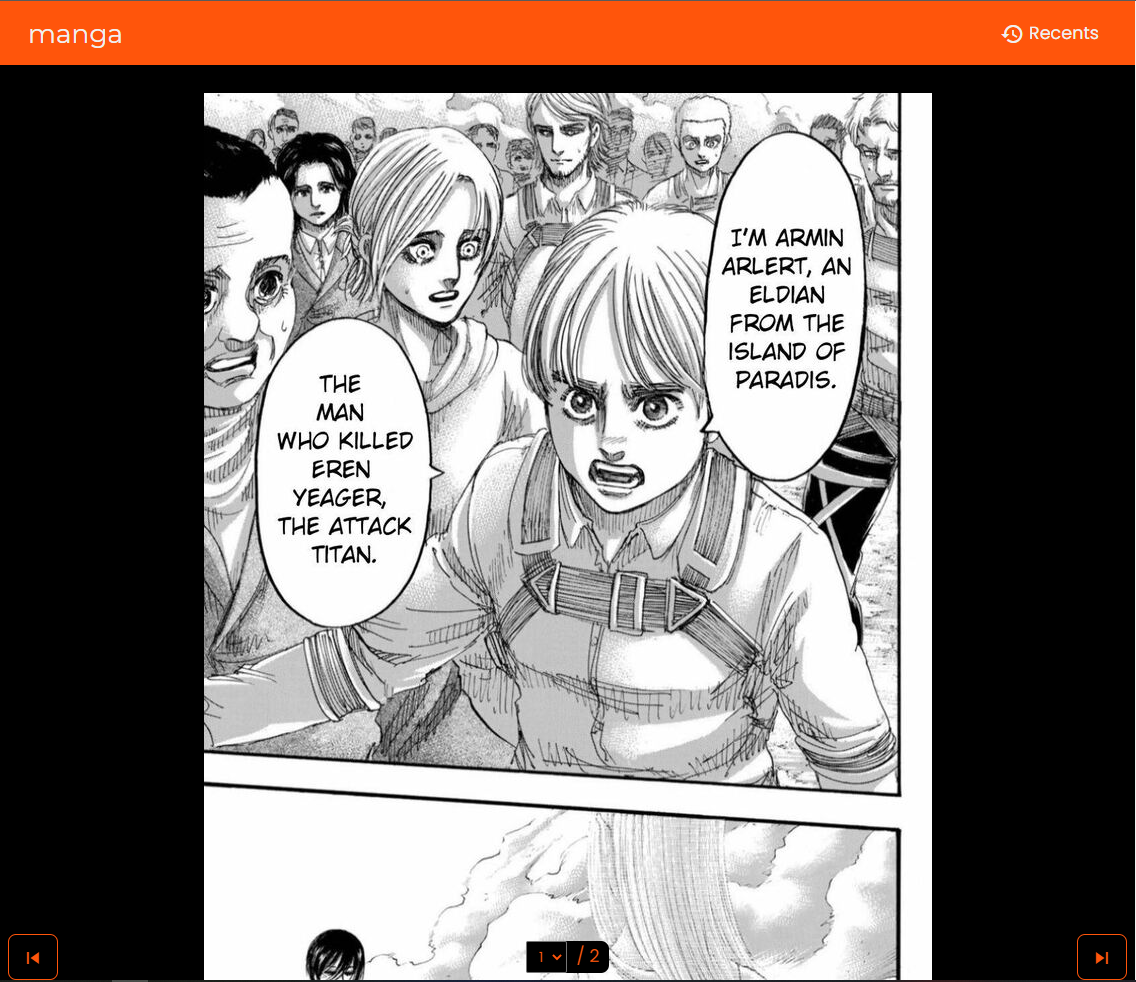 manga
Recents
I'M ARMIN
ARLERT, AN
ELDIAN
FROM THE
ISLAND OF
PARADIS.
THE
MAN
WHO KILLED
EREN
YEAGER,
THE ATTACK
TITAN.
1 / 2